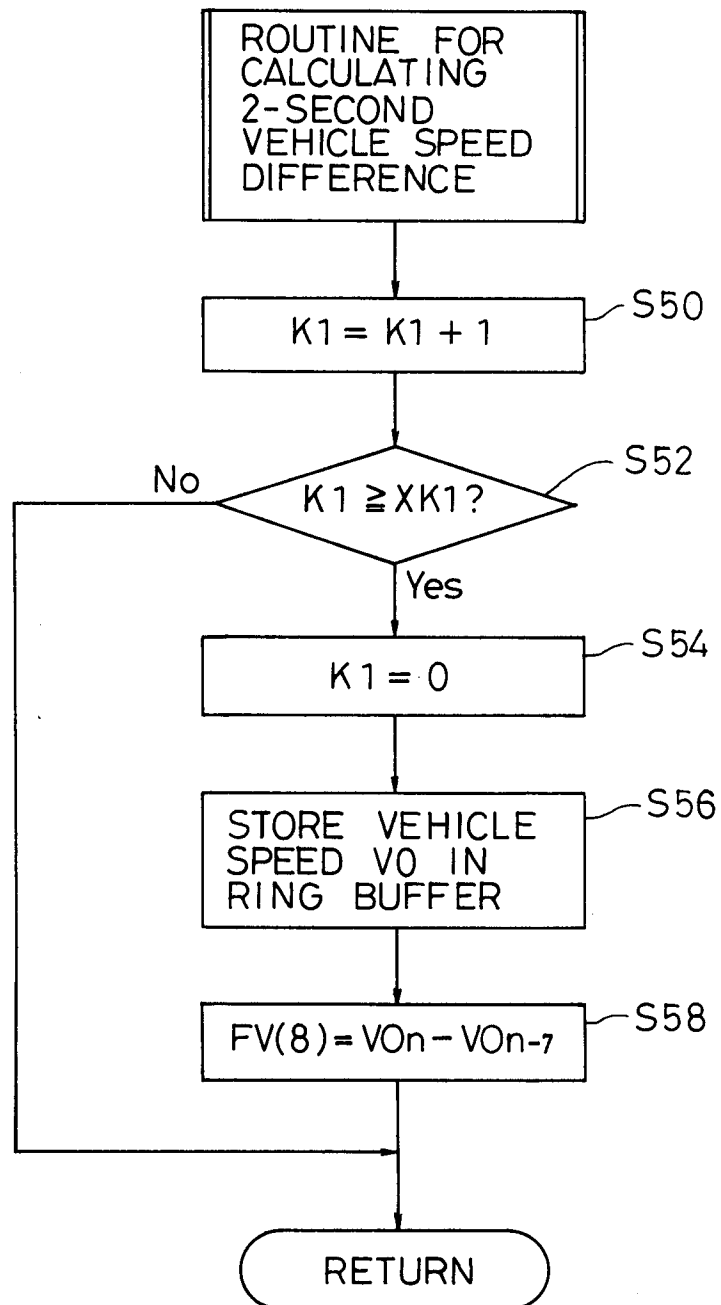 ROUTINE FOR
CALCULATING
2-SECOND
VEHICLE SPEED
DIFFERENCE
S50
K1 = K1 + 1
S52
No
K1 ≧ XK1?
Yes
S54
K1 = 0
S56
STORE VEHICLE
SPEED V0 IN
RING BUFFER
S58
FV(8) = V0n - V0n-7
RETURN